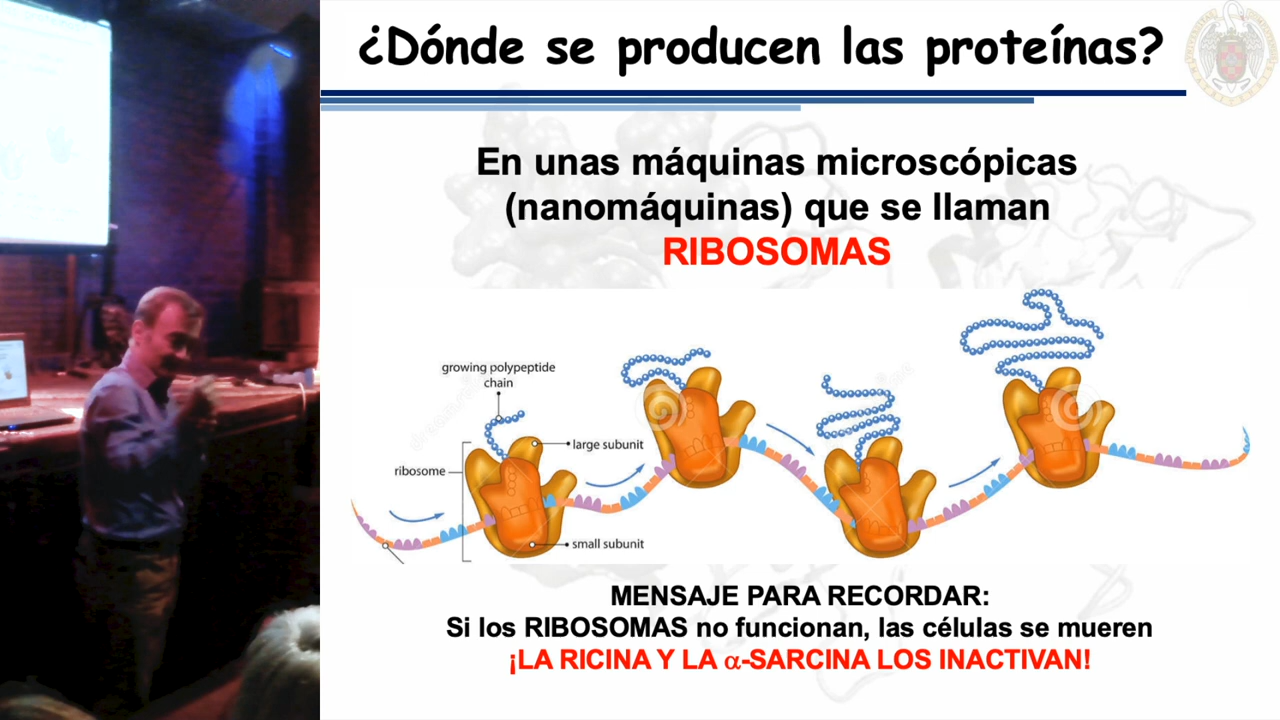 ¿Dónde se producen las proteínas?
En unas máquinas microscópicas
(nanomáquinas) que se llaman
RIBOSOMAS
growing polypeptide
chain
large subunit
ribosome
small subunit
MENSAJE PARA RECORDAR:
Si los RIBOSOMAS no funcionan, las células se mueren
¡LA RICINA Y LA α-SARCINA LOS INACTIVAN!